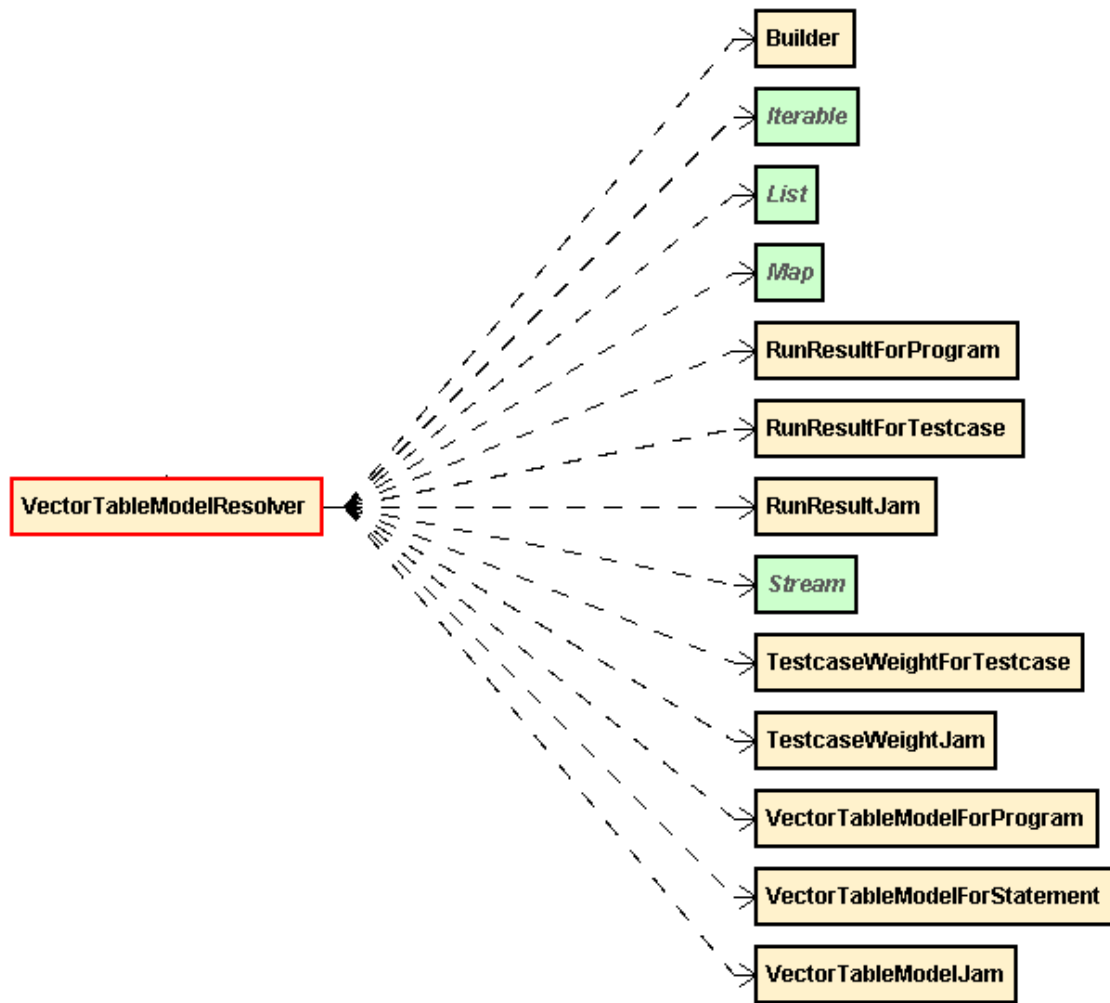 Builder
Iterable
List
Map
RunResultForProgram
RunResultForTestcase
VectorTableModelResolver
RunResultJam
Stream
TestcaseWeightForTestcase
TestcaseWeightJam
VectorTableModelForProgram
VectorTableModelForStatement
VectorTableModelJam